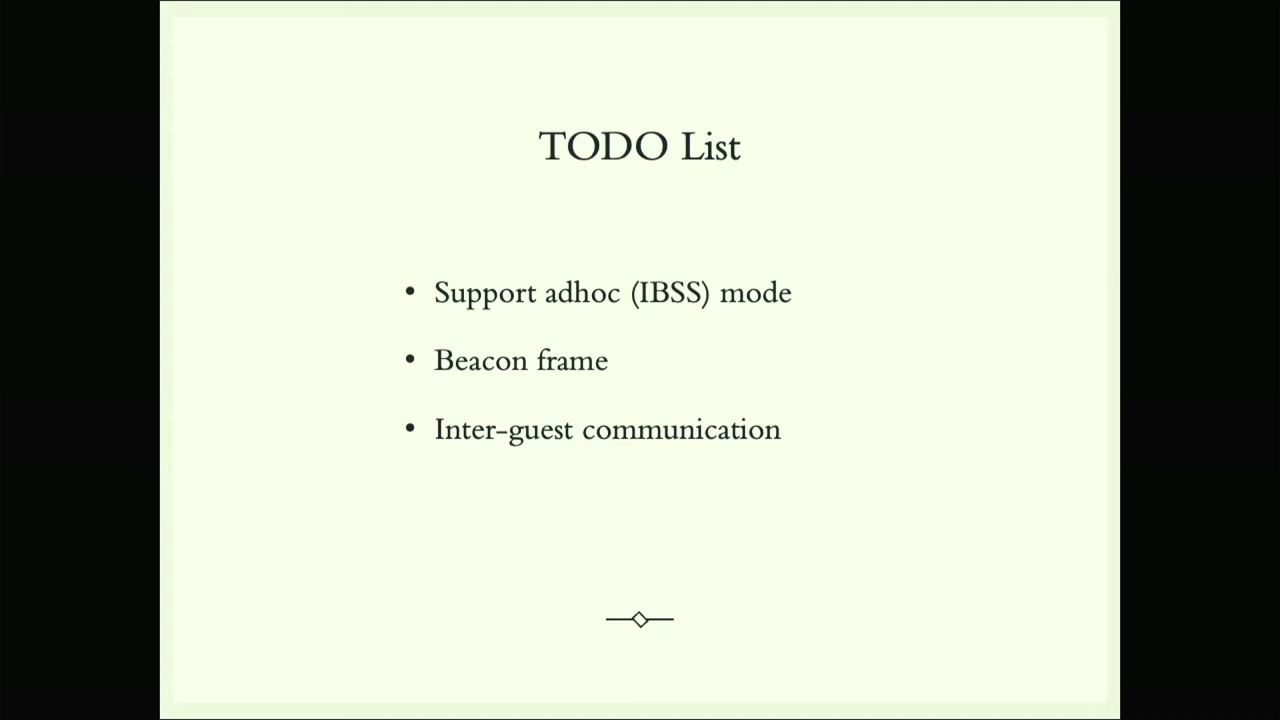 TODO List
• Support adhoc (IBSS) mode
• Beacon frame
• Inter-guest communication